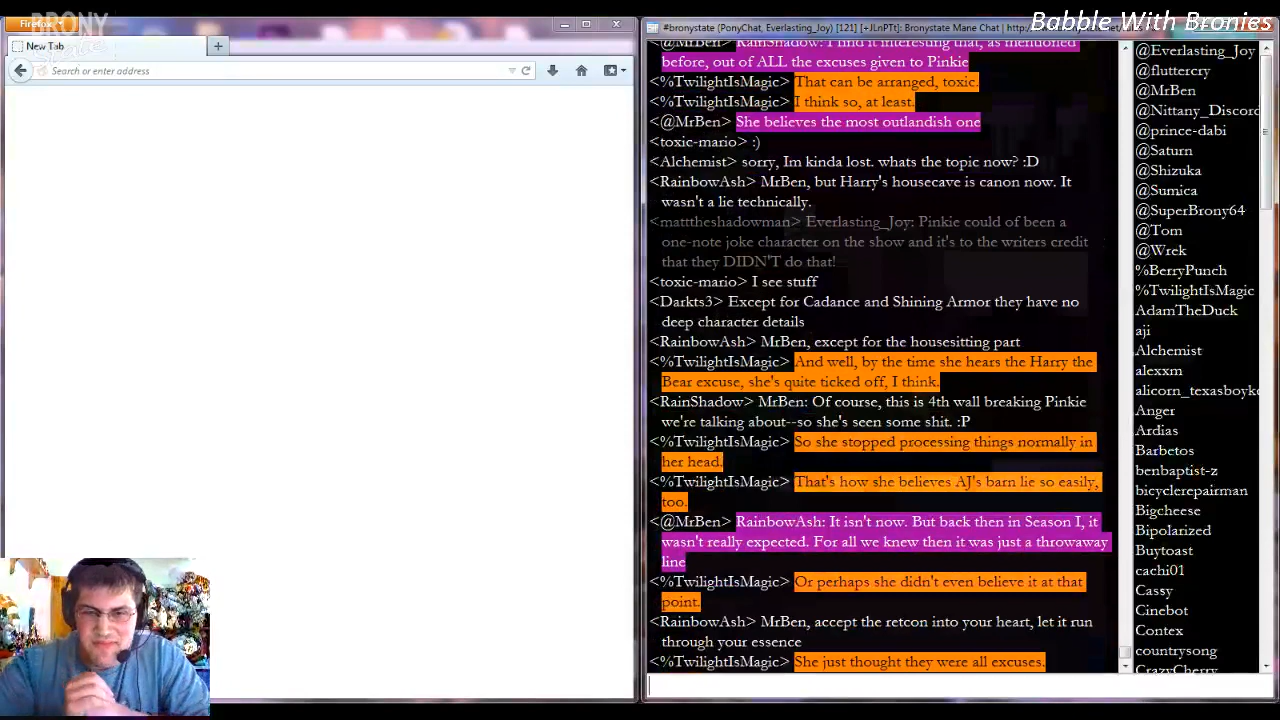 BRONY
STATE
Firefox
New Tab
Search or enter address
#bronystate (PonyChat, Everlasting_Joy) [121] [+JLnPTt]: Bronystate Mane Chat | http://
Babble With Bronies
<@MrBen> RainShadow: I find it interesting that, as mentioned
before, out of ALL the excuses given to Pinkie
<%TwilightIsMagic> That can be arranged, toxic.
<%TwilightIsMagic> I think so, at least.
<@MrBen> She believes the most outlandish one
<toxic-mario> :)
<Alchemist> sorry, Im kinda lost. whats the topic now? :D
<RainbowAsh> MrBen, but Harry's housecave is canon now. It
wasn't a lie technically.
<mattheshadowman> Everlasting_Joy: Pinkie could of been a
one-note joke character on the show and it's to the writers credit
that they DIDN'T do that!
<toxic-mario> I see stuff
<Darkts3> Except for Cadance and Shining Armor they have no
deep character details
<RainbowAsh> MrBen, except for the housesitting part
<%TwilightIsMagic> And well, by the time she hears the Harry the
Bear excuse, she's quite ticked off, I think.
<RainShadow> MrBen: Of course, this is 4th wall breaking Pinkie
we're talking about--so she's seen some shit. :P
<%TwilightIsMagic> So she stopped processing things normally in
her head.
<%TwilightIsMagic> That's how she believes AJ's barn lie so easily,
too.
<@MrBen> RainbowAsh: It isn't now. But back then in Season I, it
wasn't really expected. For all we knew then it was just a throwaway
line
<%TwilightIsMagic> Or perhaps she didn't even believe it at that
point.
<RainbowAsh> MrBen, accept the retcon into your heart, let it run
through your essence
<%TwilightIsMagic> She just thought they were all excuses.
@Everlasting_Joy
@fluttercry
@MrBen
@Nittany_Discord
@prince-dabi
@Saturn
@Shizuka
@Sumica
@SuperBrony64
@Tom
@Wrek
%BerryPunch
%TwilightIsMagic
AdamTheDuck
aji
Alchemist
alexxm
alicorn_texasboyk
Anger
Ardias
Barbetos
benbaptist-z
bicyclerepairman
Bigcheese
Bipolarized
Buytoast
cachi01
Cassy
Cinebot
Contex
countrysong
CrazyCherry